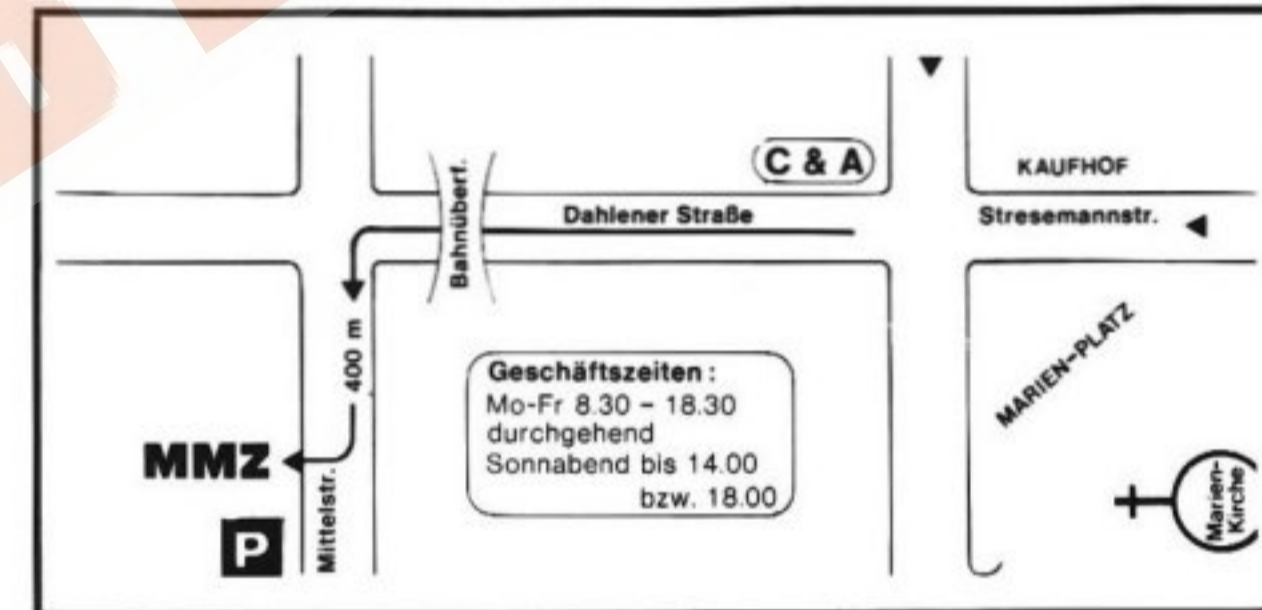 C & A
KAUFHOF
Bahnüberf.
Dahlener Straße
Stresemannstr.
400 m
MARIEN-PLATZ
Geschäftszeiten :
Mo-Fr 8.30 – 18.30
durchgehend
Sonnabend bis 14.00
bzw. 18.00
MMZ
Mittelstr.
P
Marien-
Kirche